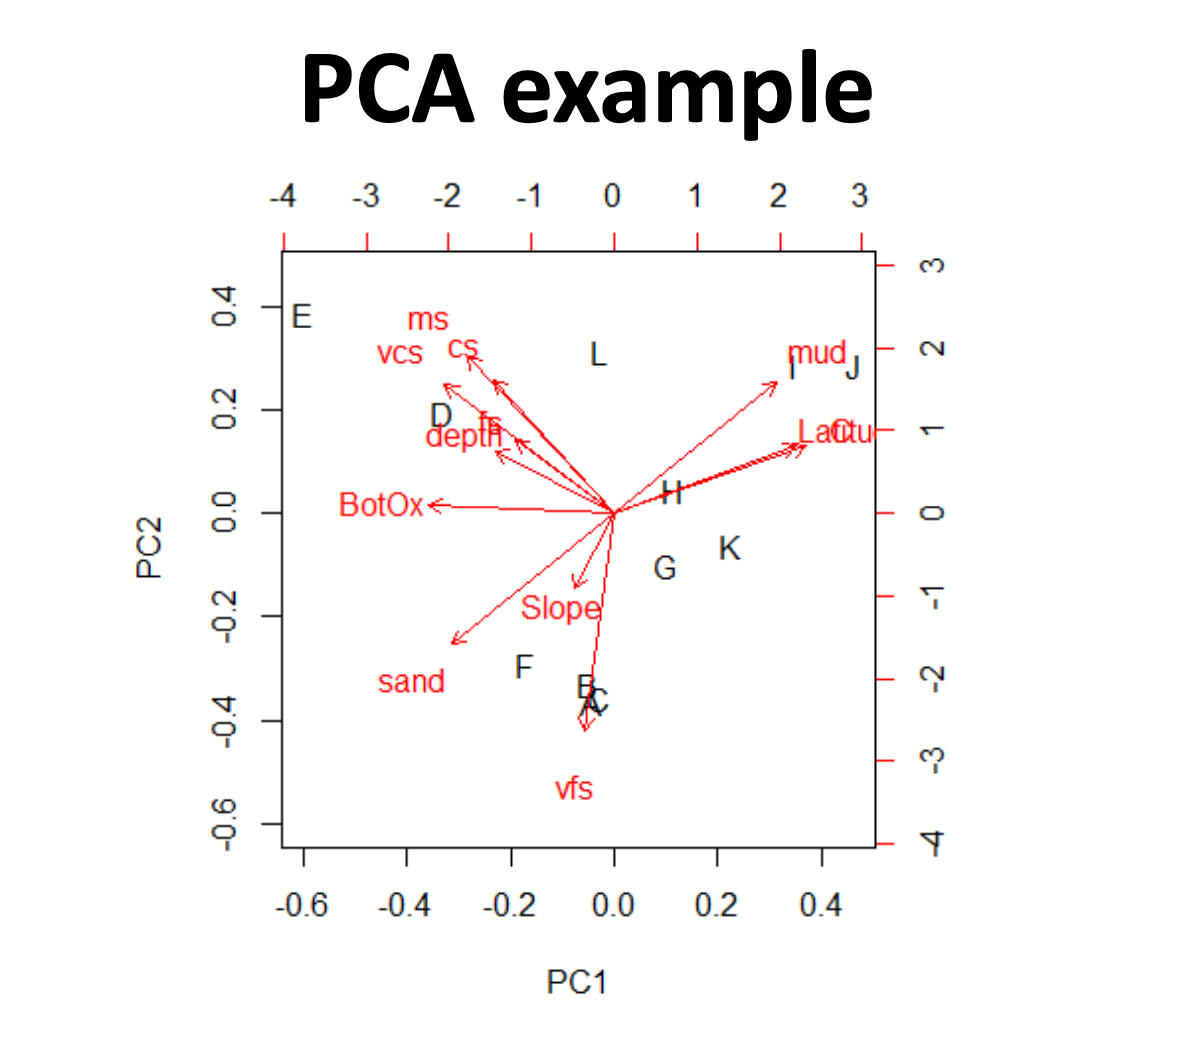 PCA example
-4 -3 -2 -1 0 1 2 3
E
ms
vcs
cs
L
mud
I
J
D
fs
depth
H
BotOx
K
G
Slope
F
sand
B
C
A
vfs
0.4
0.2
0.0
-0.2
-0.4
-0.6
PC2
3
2
1
0
-1
-2
-3
-4
-0.6 -0.4 -0.2 0.0 0.2 0.4
PC1